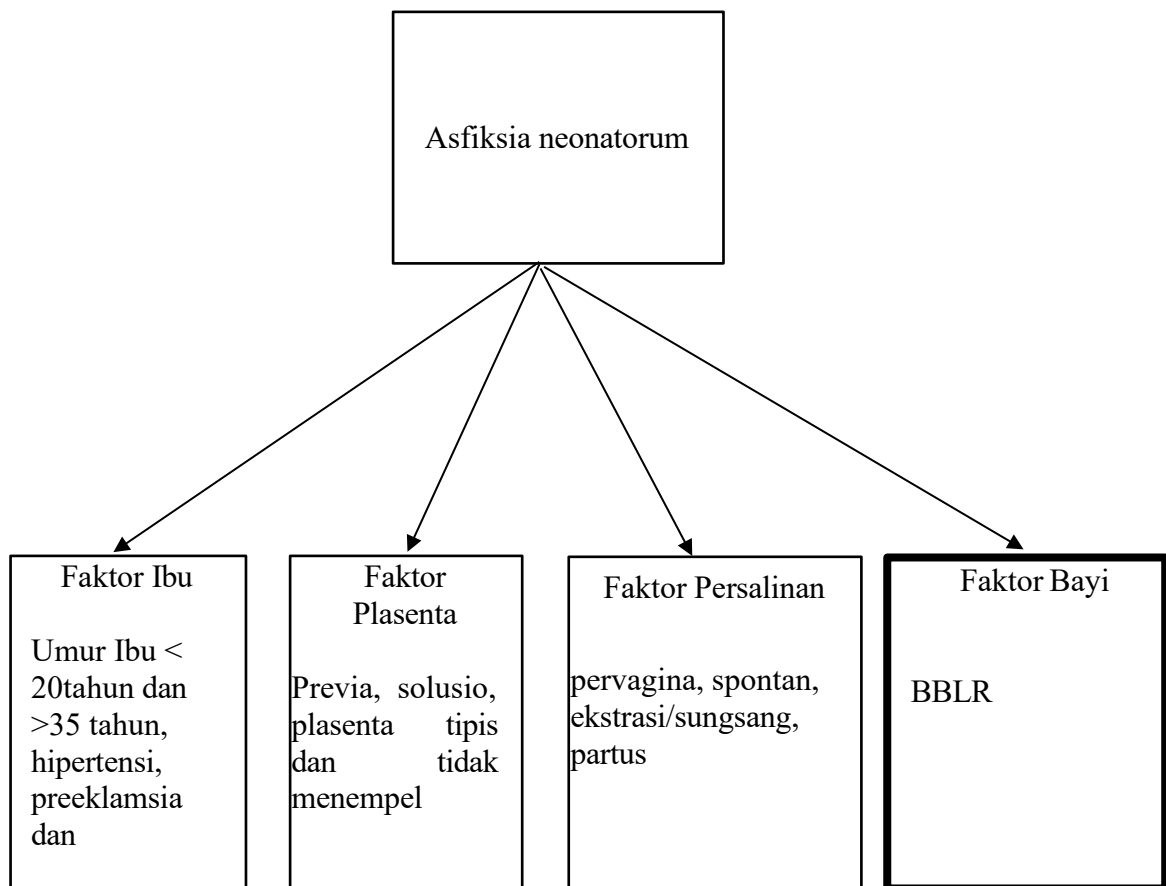 Asfiksia neonatorum
Faktor Ibu
Umur Ibu <
20tahun dan
>35 tahun,
hipertensi,
preeklamsia
dan
Faktor
Plasenta
Previa, solusio,
plasenta tipis
dan tidak
menempel
Faktor Persalinan
pervagina, spontan,
ekstrasi/sungsang,
partus
Faktor Bayi
BBLR